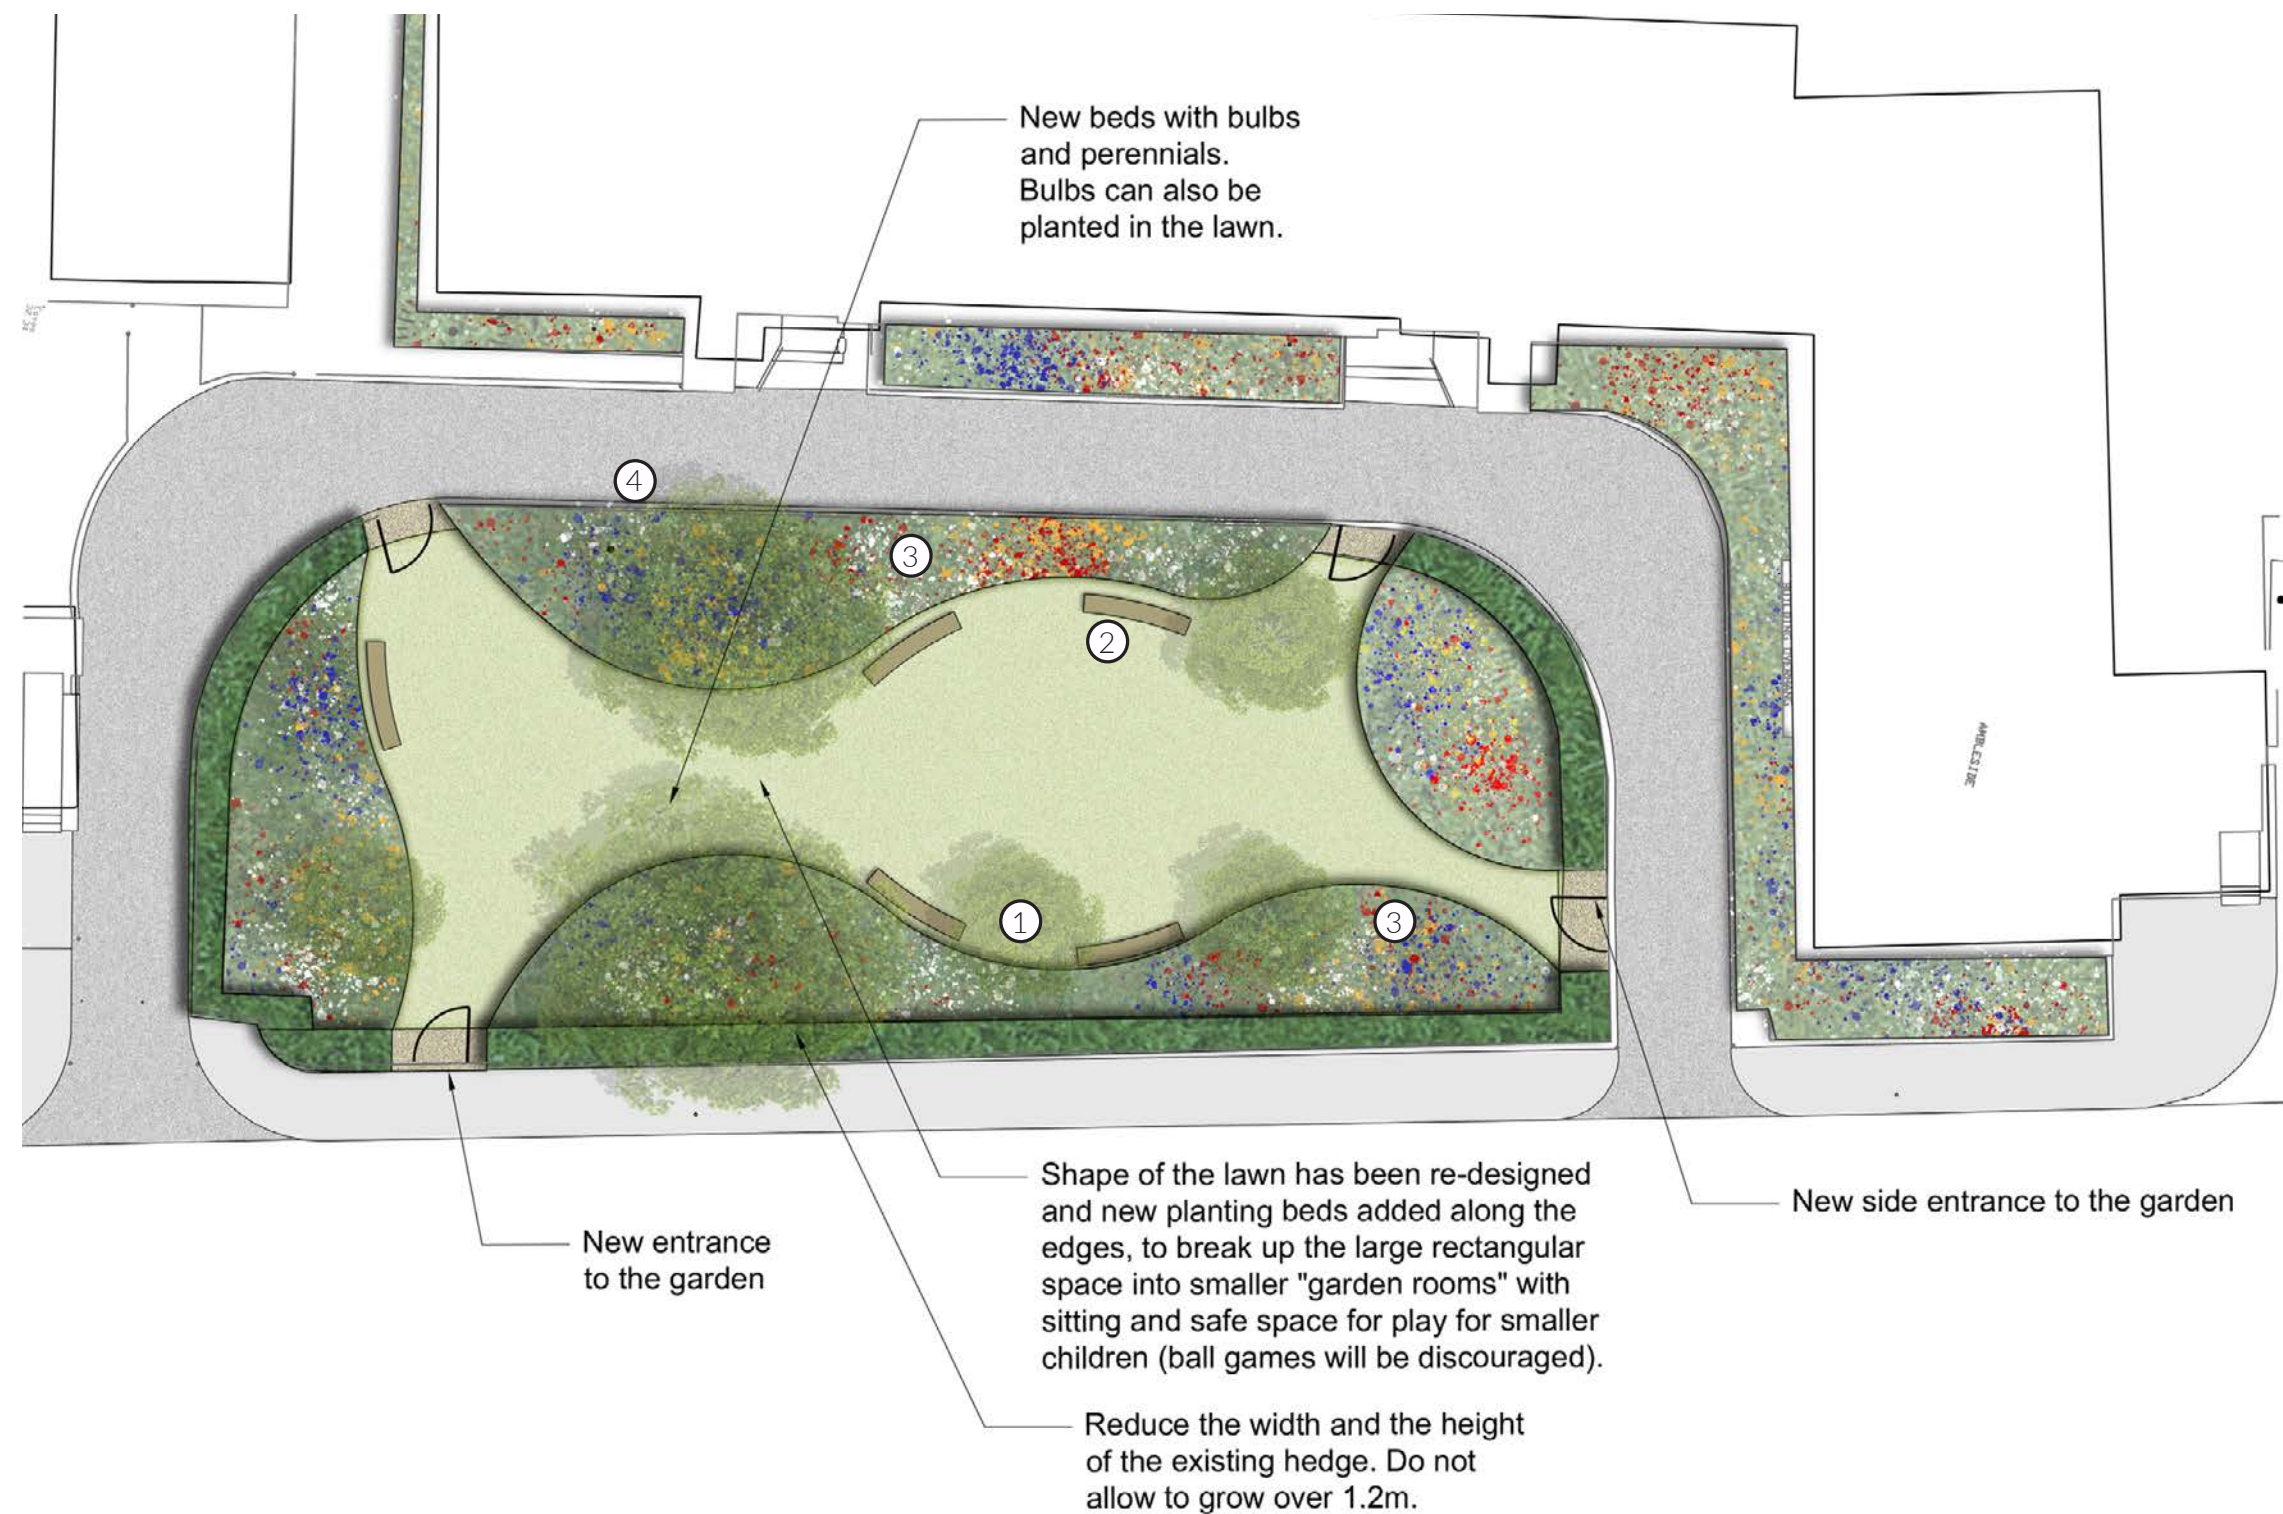 New beds with bulbs
and perennials.
Bulbs can also be
planted in the lawn.
4
3
2
AMBLESIDE
1
3
Shape of the lawn has been re-designed
and new planting beds added along the
edges, to break up the large rectangular
space into smaller "garden rooms" with
sitting and safe space for play for smaller
children (ball games will be discouraged).
New side entrance to the garden
New entrance
to the garden
Reduce the width and the height
of the existing hedge. Do not
allow to grow over 1.2m.